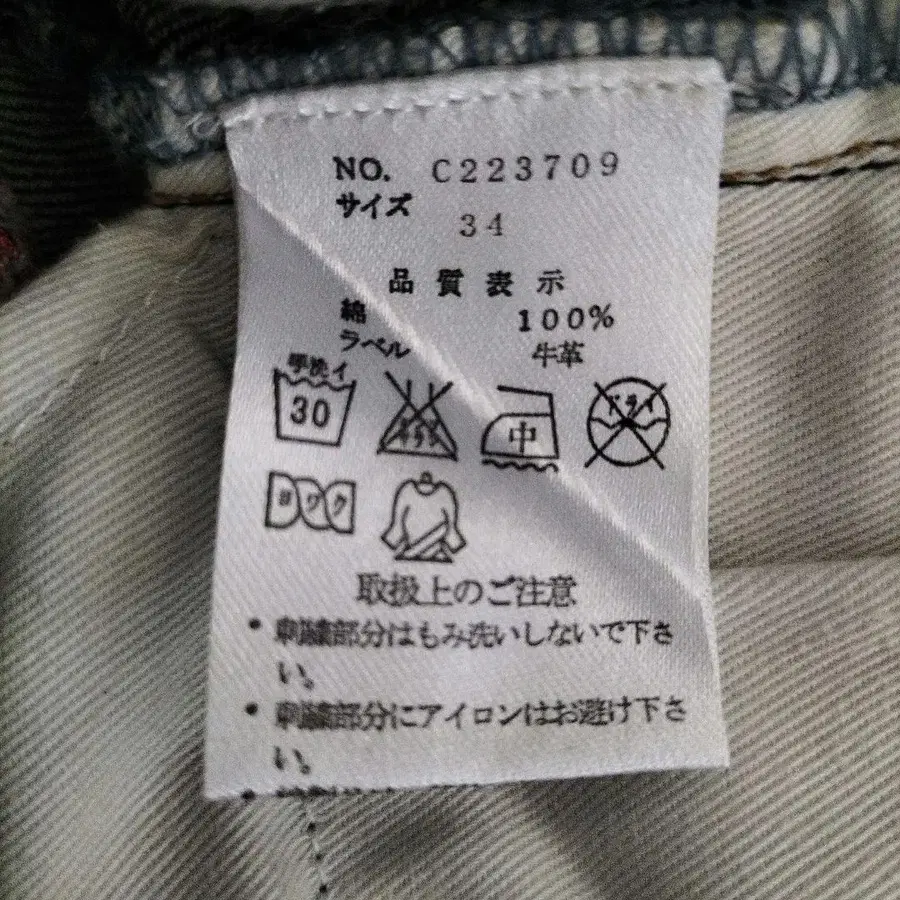 NO. C223709
サイズ 34
品質表示
綿 100%
ラベル 牛革
手洗イ
30
中
ドライ
ヨワク
取扱上のご注意
・刺繍部分はもみ洗いしないで下さ
い。
・刺繍部分にアイロンはお避け下さ
い。